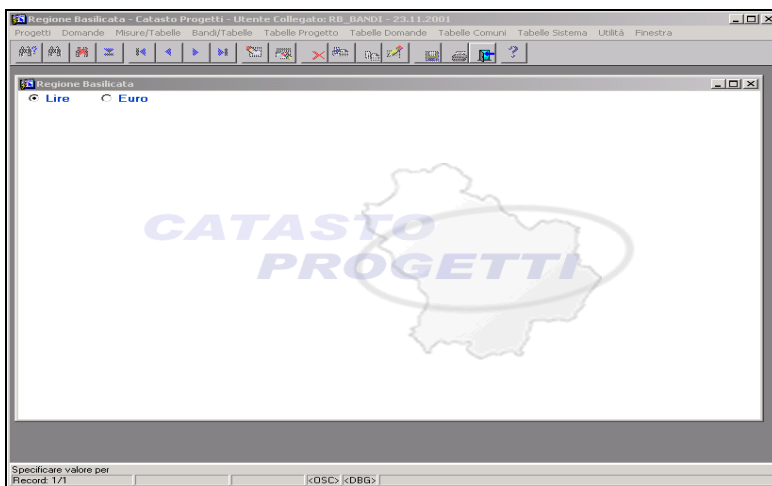 Regione Basilicata - Catasto Progetti - Utente Collegato: RB_BANDI - 23.11.2001
Progetti Domande Misure/Tabelle Bandi/Tabelle Tabelle Progetto Tabelle Domande Tabelle Comuni Tabelle Sistema Utilità Finestra
Regione Basilicata
Lire Euro
CATASTO
PROGETTI
Specificare valore per
Record: 1/1 <OSC> <DBG>